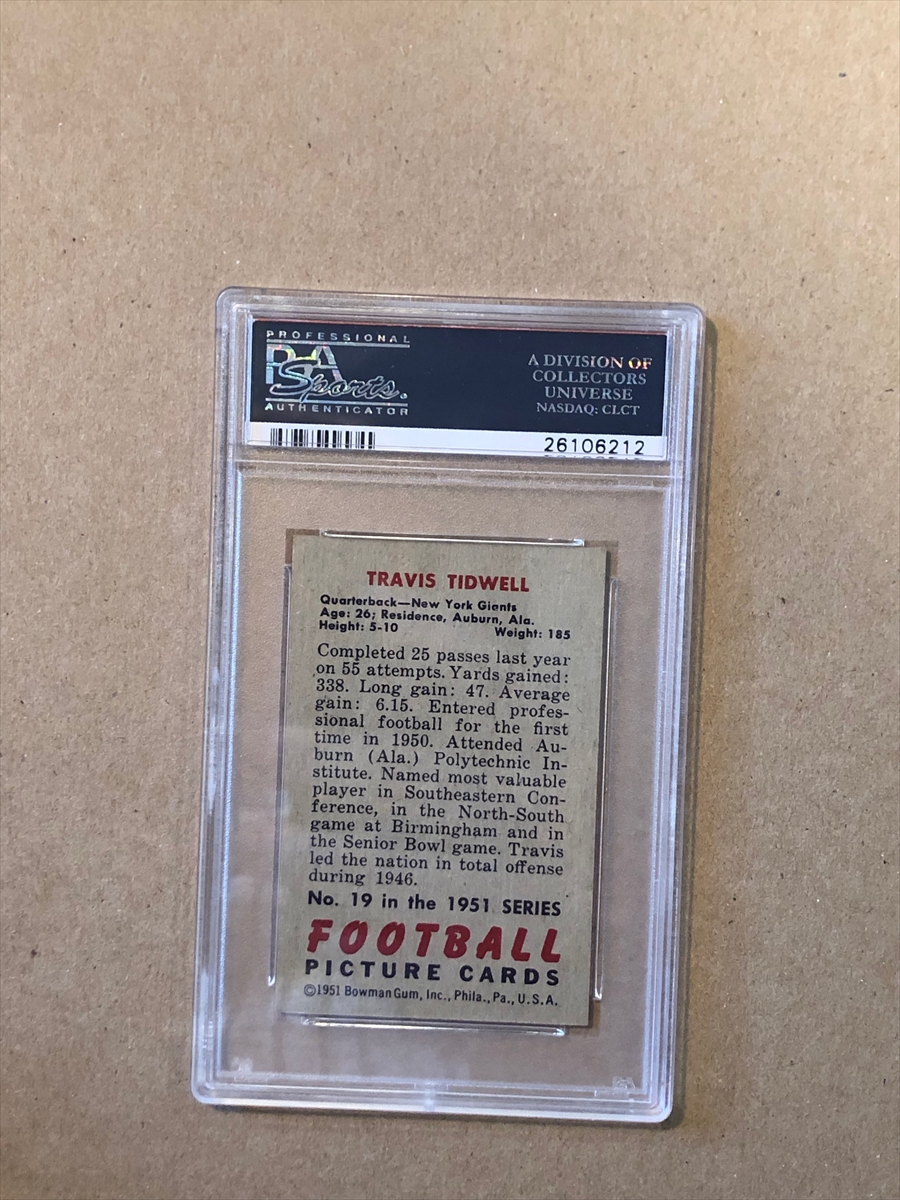 PROFESSIONAL
PSA
Sports.
AUTHENTICATOR
A DIVISION OF
COLLECTORS
UNIVERSE
NASDAQ: CLCT
26106212
TRAVIS TIDWELL
Quarterback—New York Giants
Age: 26; Residence, Auburn, Ala.
Height: 5-10 Weight: 185
Completed 25 passes last year
on 55 attempts. Yards gained:
338. Long gain: 47. Average
gain: 6.15. Entered profes-
sional football for the first
time in 1950. Attended Au-
burn (Ala.) Polytechnic In-
stitute. Named most valuable
player in Southeastern Con-
ference, in the North-South
game at Birmingham and in
the Senior Bowl game. Travis
led the nation in total offense
during 1946.
No. 19 in the 1951 SERIES
FOOTBALL
PICTURE CARDS
©1951 Bowman Gum, Inc., Phila., Pa., U.S.A.
PSA